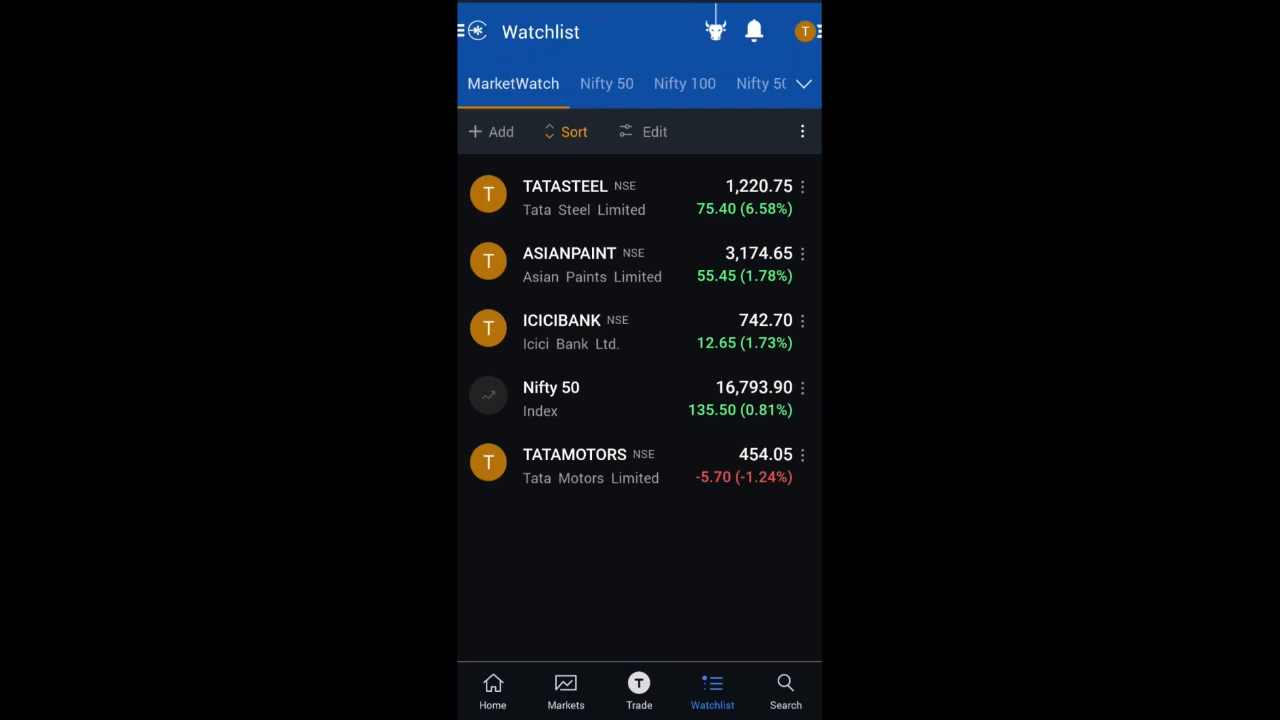 Watchlist
T
MarketWatch Nifty 50 Nifty 100 Nifty 50
+ Add Sort Edit
T TATASTEEL NSE 1,220.75
Tata Steel Limited 75.40 (6.58%)
T ASIANPAINT NSE 3,174.65
Asian Paints Limited 55.45 (1.78%)
T ICICIBANK NSE 742.70
Icici Bank Ltd. 12.65 (1.73%)
Nifty 50 16,793.90
Index 135.50 (0.81%)
T TATAMOTORS NSE 454.05
Tata Motors Limited -5.70 (-1.24%)
T
Home Markets Trade Watchlist Search